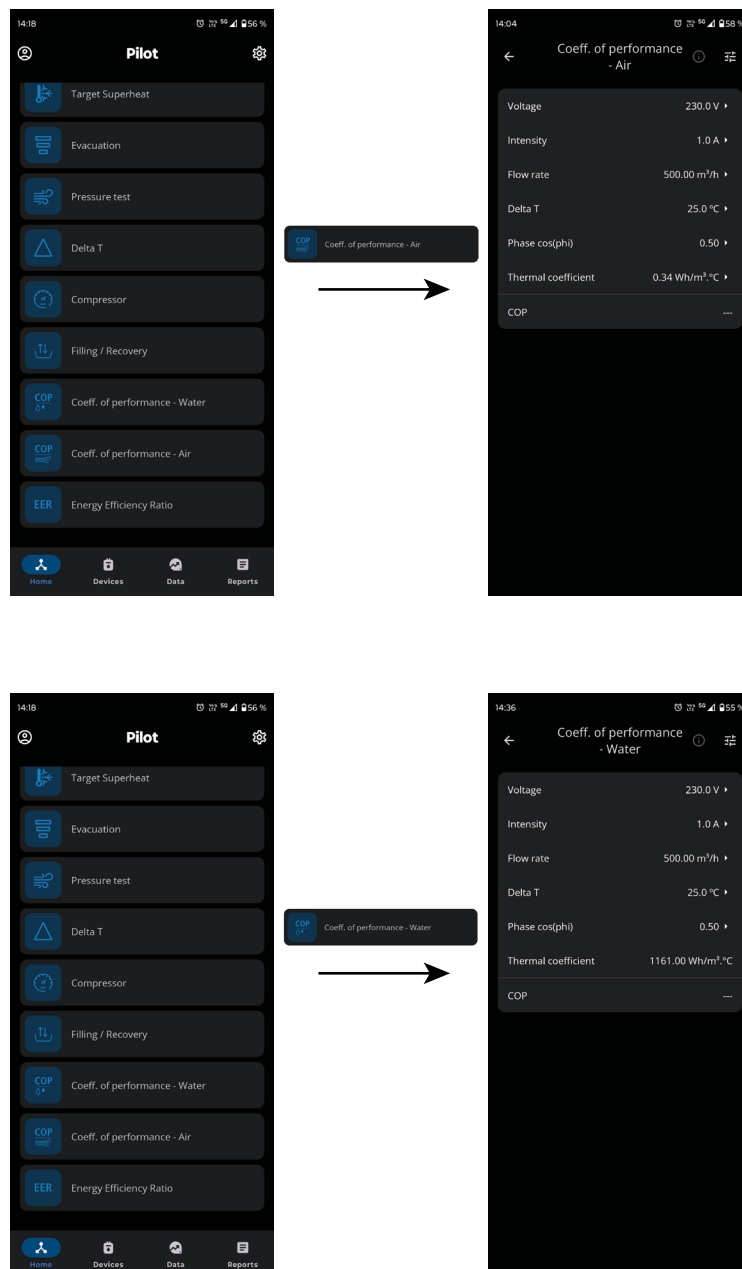 14:18
5G 56 %
Pilot
Target Superheat
Evacuation
Pressure test
Delta T
Compressor
Filling / Recovery
COP
Coeff. of performance - Water
COP
Coeff. of performance - Air
EER
Energy Efficiency Ratio
Home Devices Data Reports
COP
Coeff. of performance - Air
14:04
5G 58 %
Coeff. of performance
- Air
Voltage 230.0 V
Intensity 1.0 A
Flow rate 500.00 m³/h
Delta T 25.0 °C
Phase cos(phi) 0.50
Thermal coefficient 0.34 Wh/m³.°C
COP ---
14:18
5G 56 %
Pilot
Target Superheat
Evacuation
Pressure test
Delta T
Compressor
Filling / Recovery
COP
Coeff. of performance - Water
COP
Coeff. of performance - Air
EER
Energy Efficiency Ratio
Home Devices Data Reports
COP
Coeff. of performance - Water
14:36
5G 55 %
Coeff. of performance
- Water
Voltage 230.0 V
Intensity 1.0 A
Flow rate 500.00 m³/h
Delta T 25.0 °C
Phase cos(phi) 0.50
Thermal coefficient 1161.00 Wh/m³.°C
COP ---